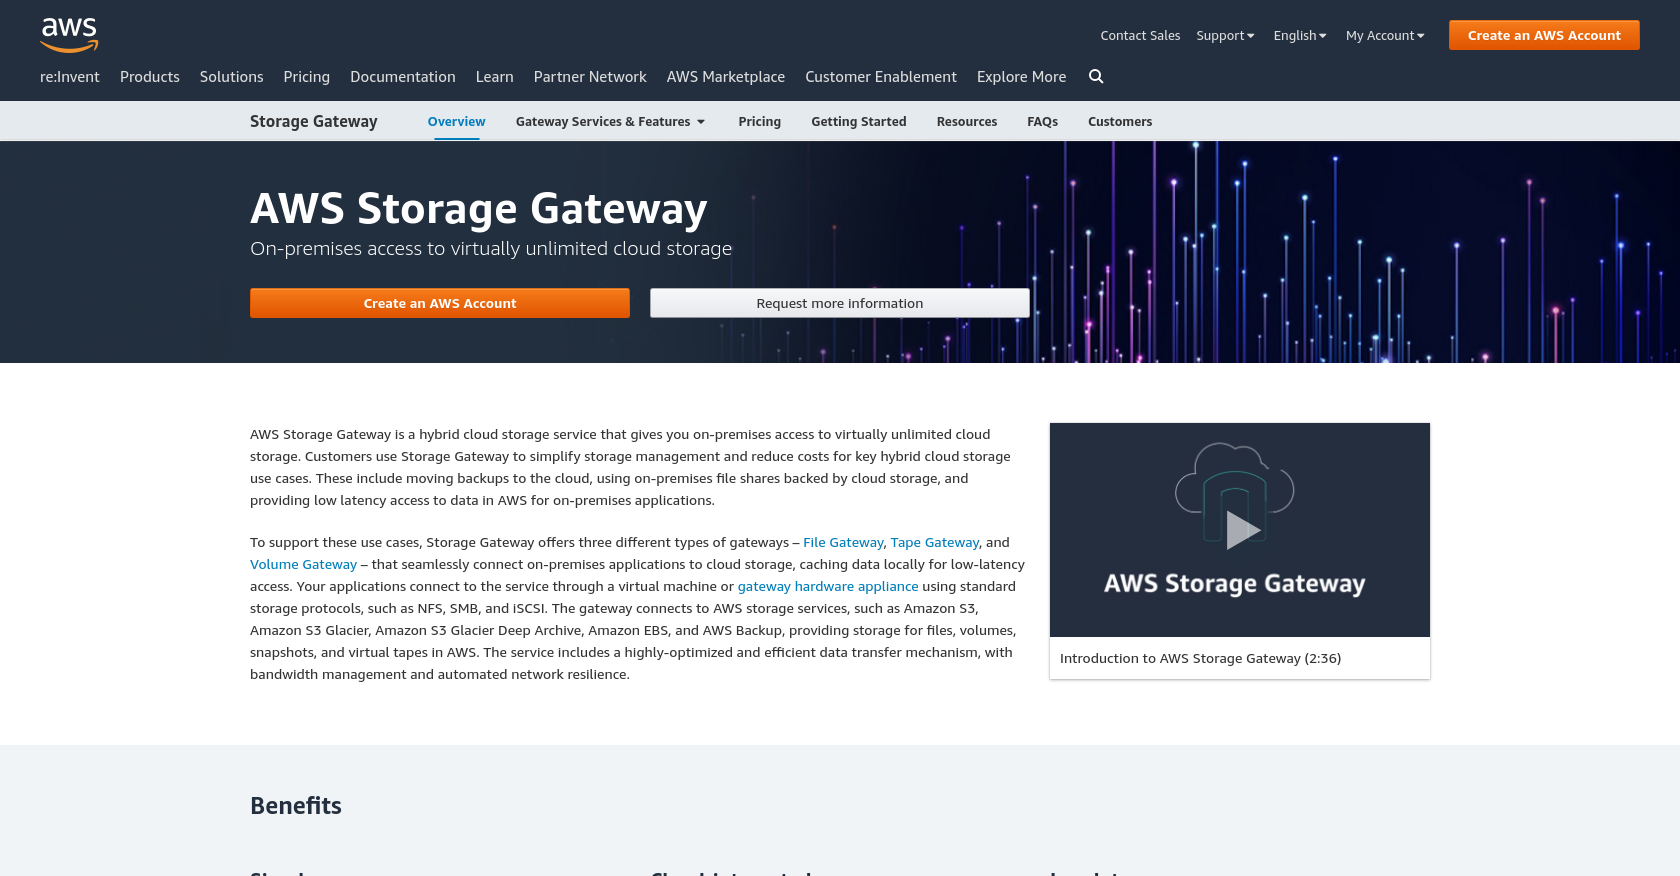 aws
Contact Sales Support English My Account Create an AWS Account
re:Invent Products Solutions Pricing Documentation Learn Partner Network AWS Marketplace Customer Enablement Explore More
Storage Gateway Overview Gateway Services & Features Pricing Getting Started Resources FAQs Customers
AWS Storage Gateway
On-premises access to virtually unlimited cloud storage
Create an AWS Account Request more information
AWS Storage Gateway is a hybrid cloud storage service that gives you on-premises access to virtually unlimited cloud
storage. Customers use Storage Gateway to simplify storage management and reduce costs for key hybrid cloud storage
use cases. These include moving backups to the cloud, using on-premises file shares backed by cloud storage, and
providing low latency access to data in AWS for on-premises applications.
To support these use cases, Storage Gateway offers three different types of gateways – File Gateway, Tape Gateway, and
Volume Gateway – that seamlessly connect on-premises applications to cloud storage, caching data locally for low-latency
access. Your applications connect to the service through a virtual machine or gateway hardware appliance using standard
storage protocols, such as NFS, SMB, and iSCSI. The gateway connects to AWS storage services, such as Amazon S3,
Amazon S3 Glacier, Amazon S3 Glacier Deep Archive, Amazon EBS, and AWS Backup, providing storage for files, volumes,
snapshots, and virtual tapes in AWS. The service includes a highly-optimized and efficient data transfer mechanism, with
bandwidth management and automated network resilience.
AWS Storage Gateway
Introduction to AWS Storage Gateway (2:36)
Benefits